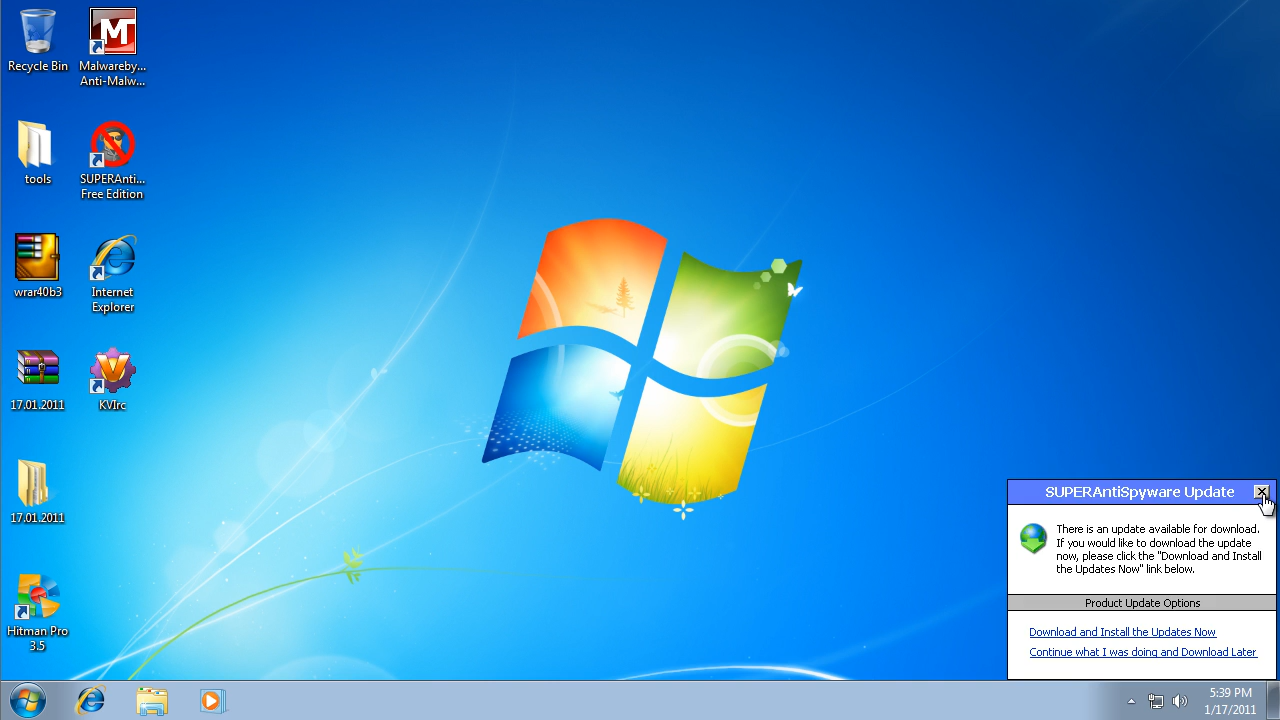 Recycle Bin
Malwareby...
Anti-Malw...
tools
SUPERAnti...
Free Edition
wrar40b3
Internet
Explorer
17.01.2011
KVIrc
17.01.2011
Hitman Pro
3.5
SUPERAntiSpyware Update
There is an update available for download.
If you would like to download the update
now, please click the "Download and Install
the Updates Now" link below.
Product Update Options
Download and Install the Updates Now
Continue what I was doing and Download Later
5:39 PM
1/17/2011